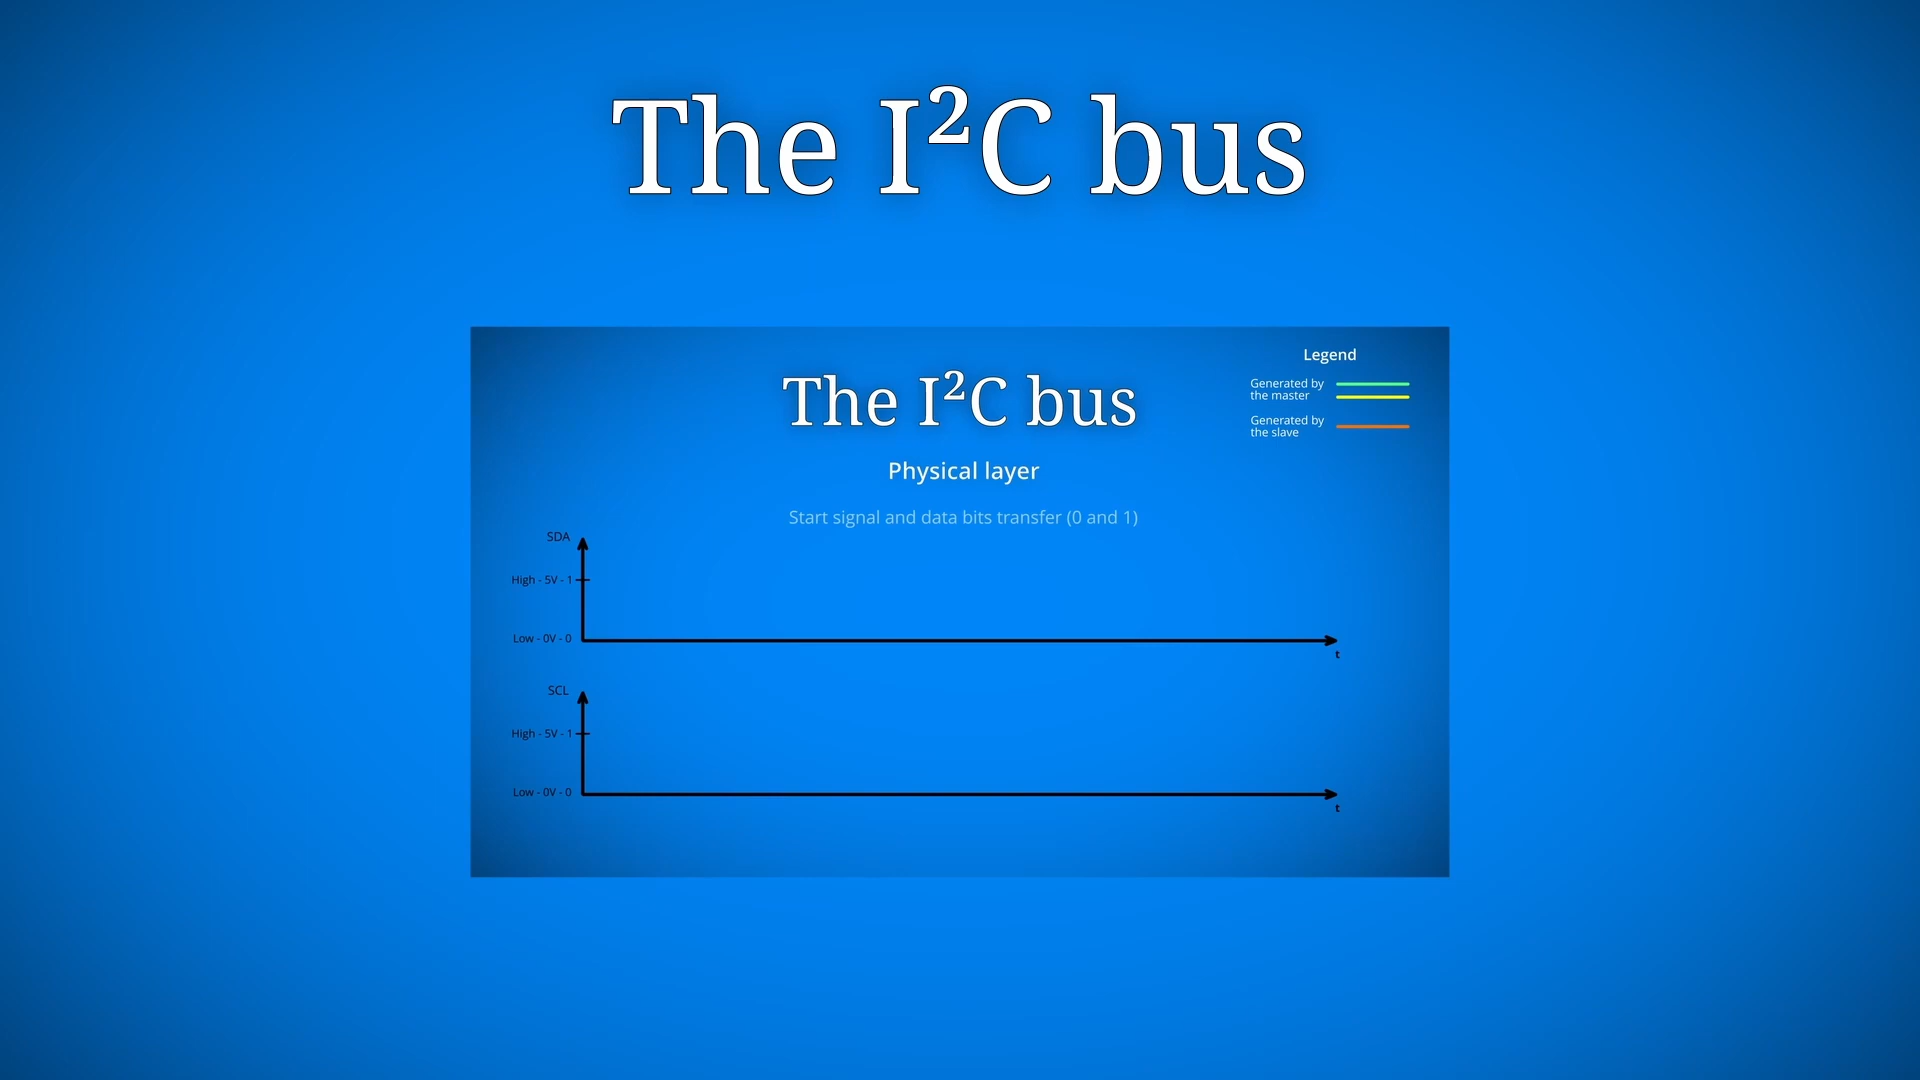 The I²C bus
Legend
Generated by
the master
Generated by
the slave
The I²C bus
Physical layer
Start signal and data bits transfer (0 and 1)
SDA
High - 5V - 1
Low - 0V - 0
t
SCL
High - 5V - 1
Low - 0V - 0
t